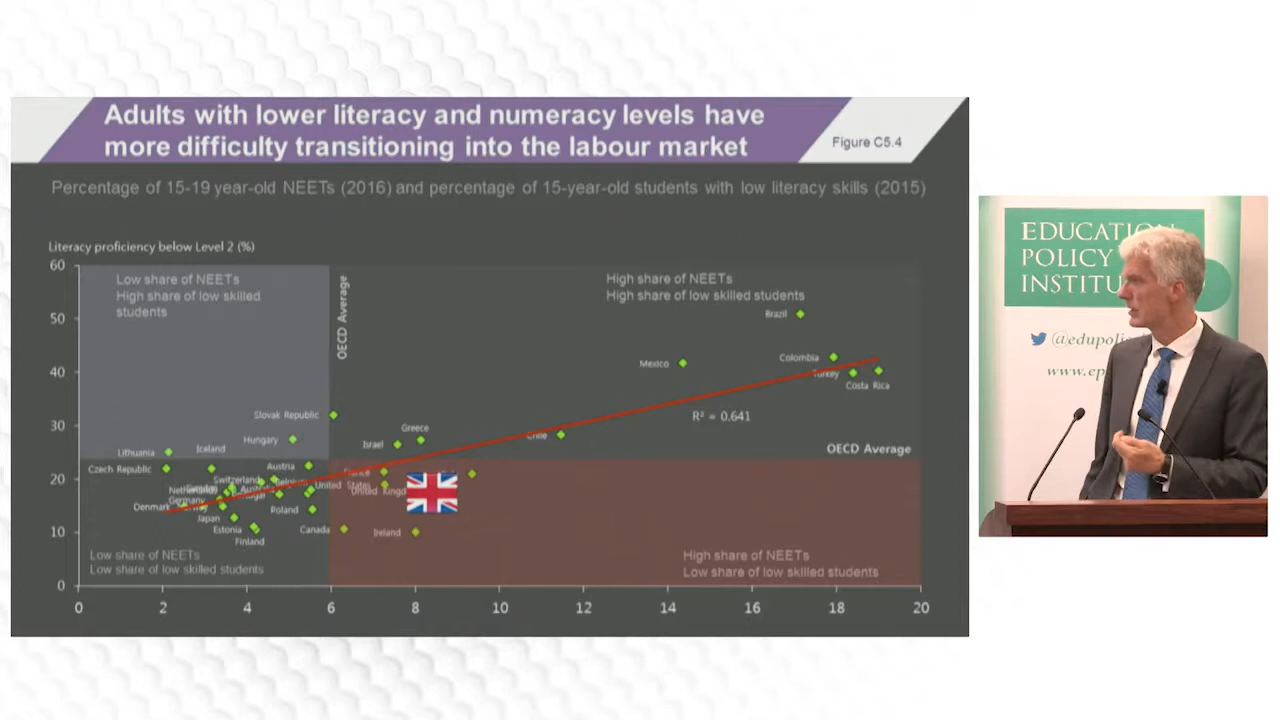 Adults with lower literacy and numeracy levels have
more difficulty transitioning into the labour market
Figure C5.4
Percentage of 15-19 year-old NEETs (2016) and percentage of 15-year-old students with low literacy skills (2015)
Literacy proficiency below Level 2 (%)
60
50
40
30
20
10
0
Low share of NEETs
High share of low skilled
students
OECD Average
High share of NEETs
High share of low skilled students
Brazil
Colombia
Mexico
Turkey
Costa Rica
R² = 0.641
Slovak Republic
Greece
Hungary
Israel
Chile
OECD Average
Lithuania
Iceland
Czech Republic
Austria
Switzerland
France
United States
United Kingd
Germany
Denmark
Poland
Japan
Estonia
Canada
Ireland
Finland
Low share of NEETs
Low share of low skilled students
High share of NEETs
Low share of low skilled students
0 2 4 6 8 10 12 14 16 18 20
EDUCATION
POLICY
INSTITU
@edupoli
www.ep